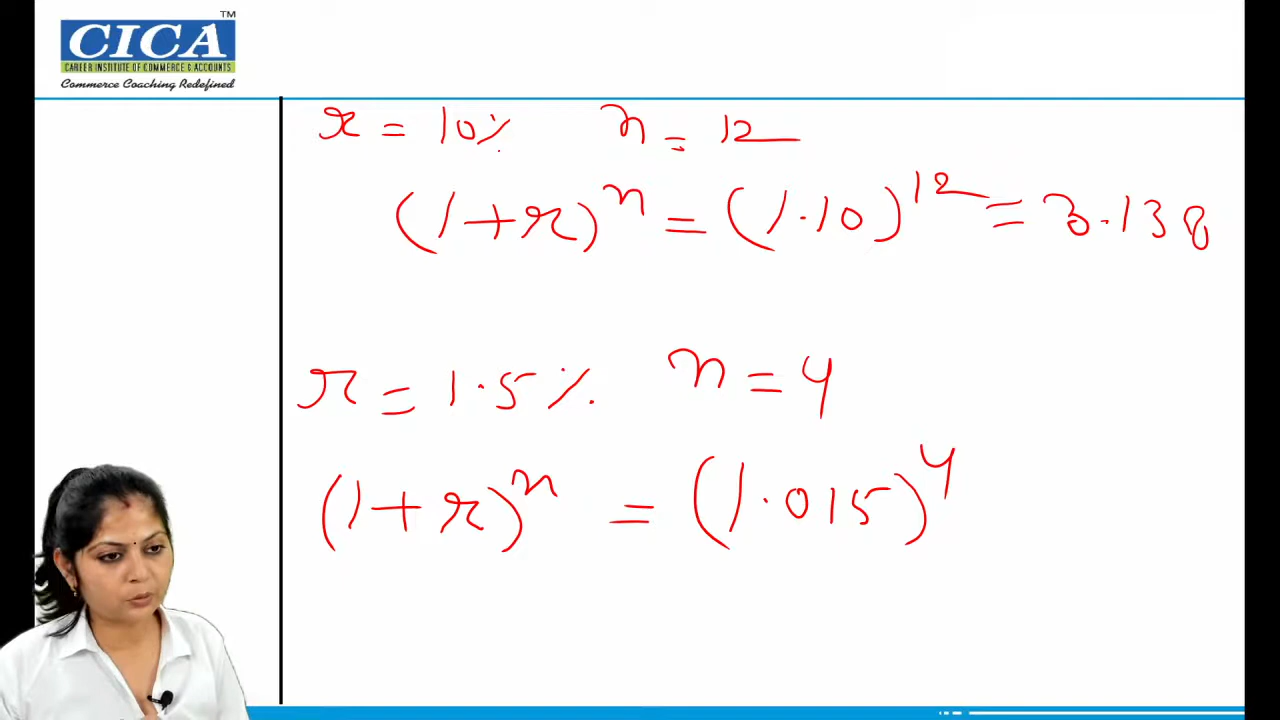 TM
CICA
CAREER INSTITUTE OF COMMERCE & ACCOUNTS
Commerce Coaching Redefined
r = 10% n = 12
(1+r)^n = (1.10)^12 = 3.138
r = 1.5% n = 4
(1+r)^n = (1.015)^4